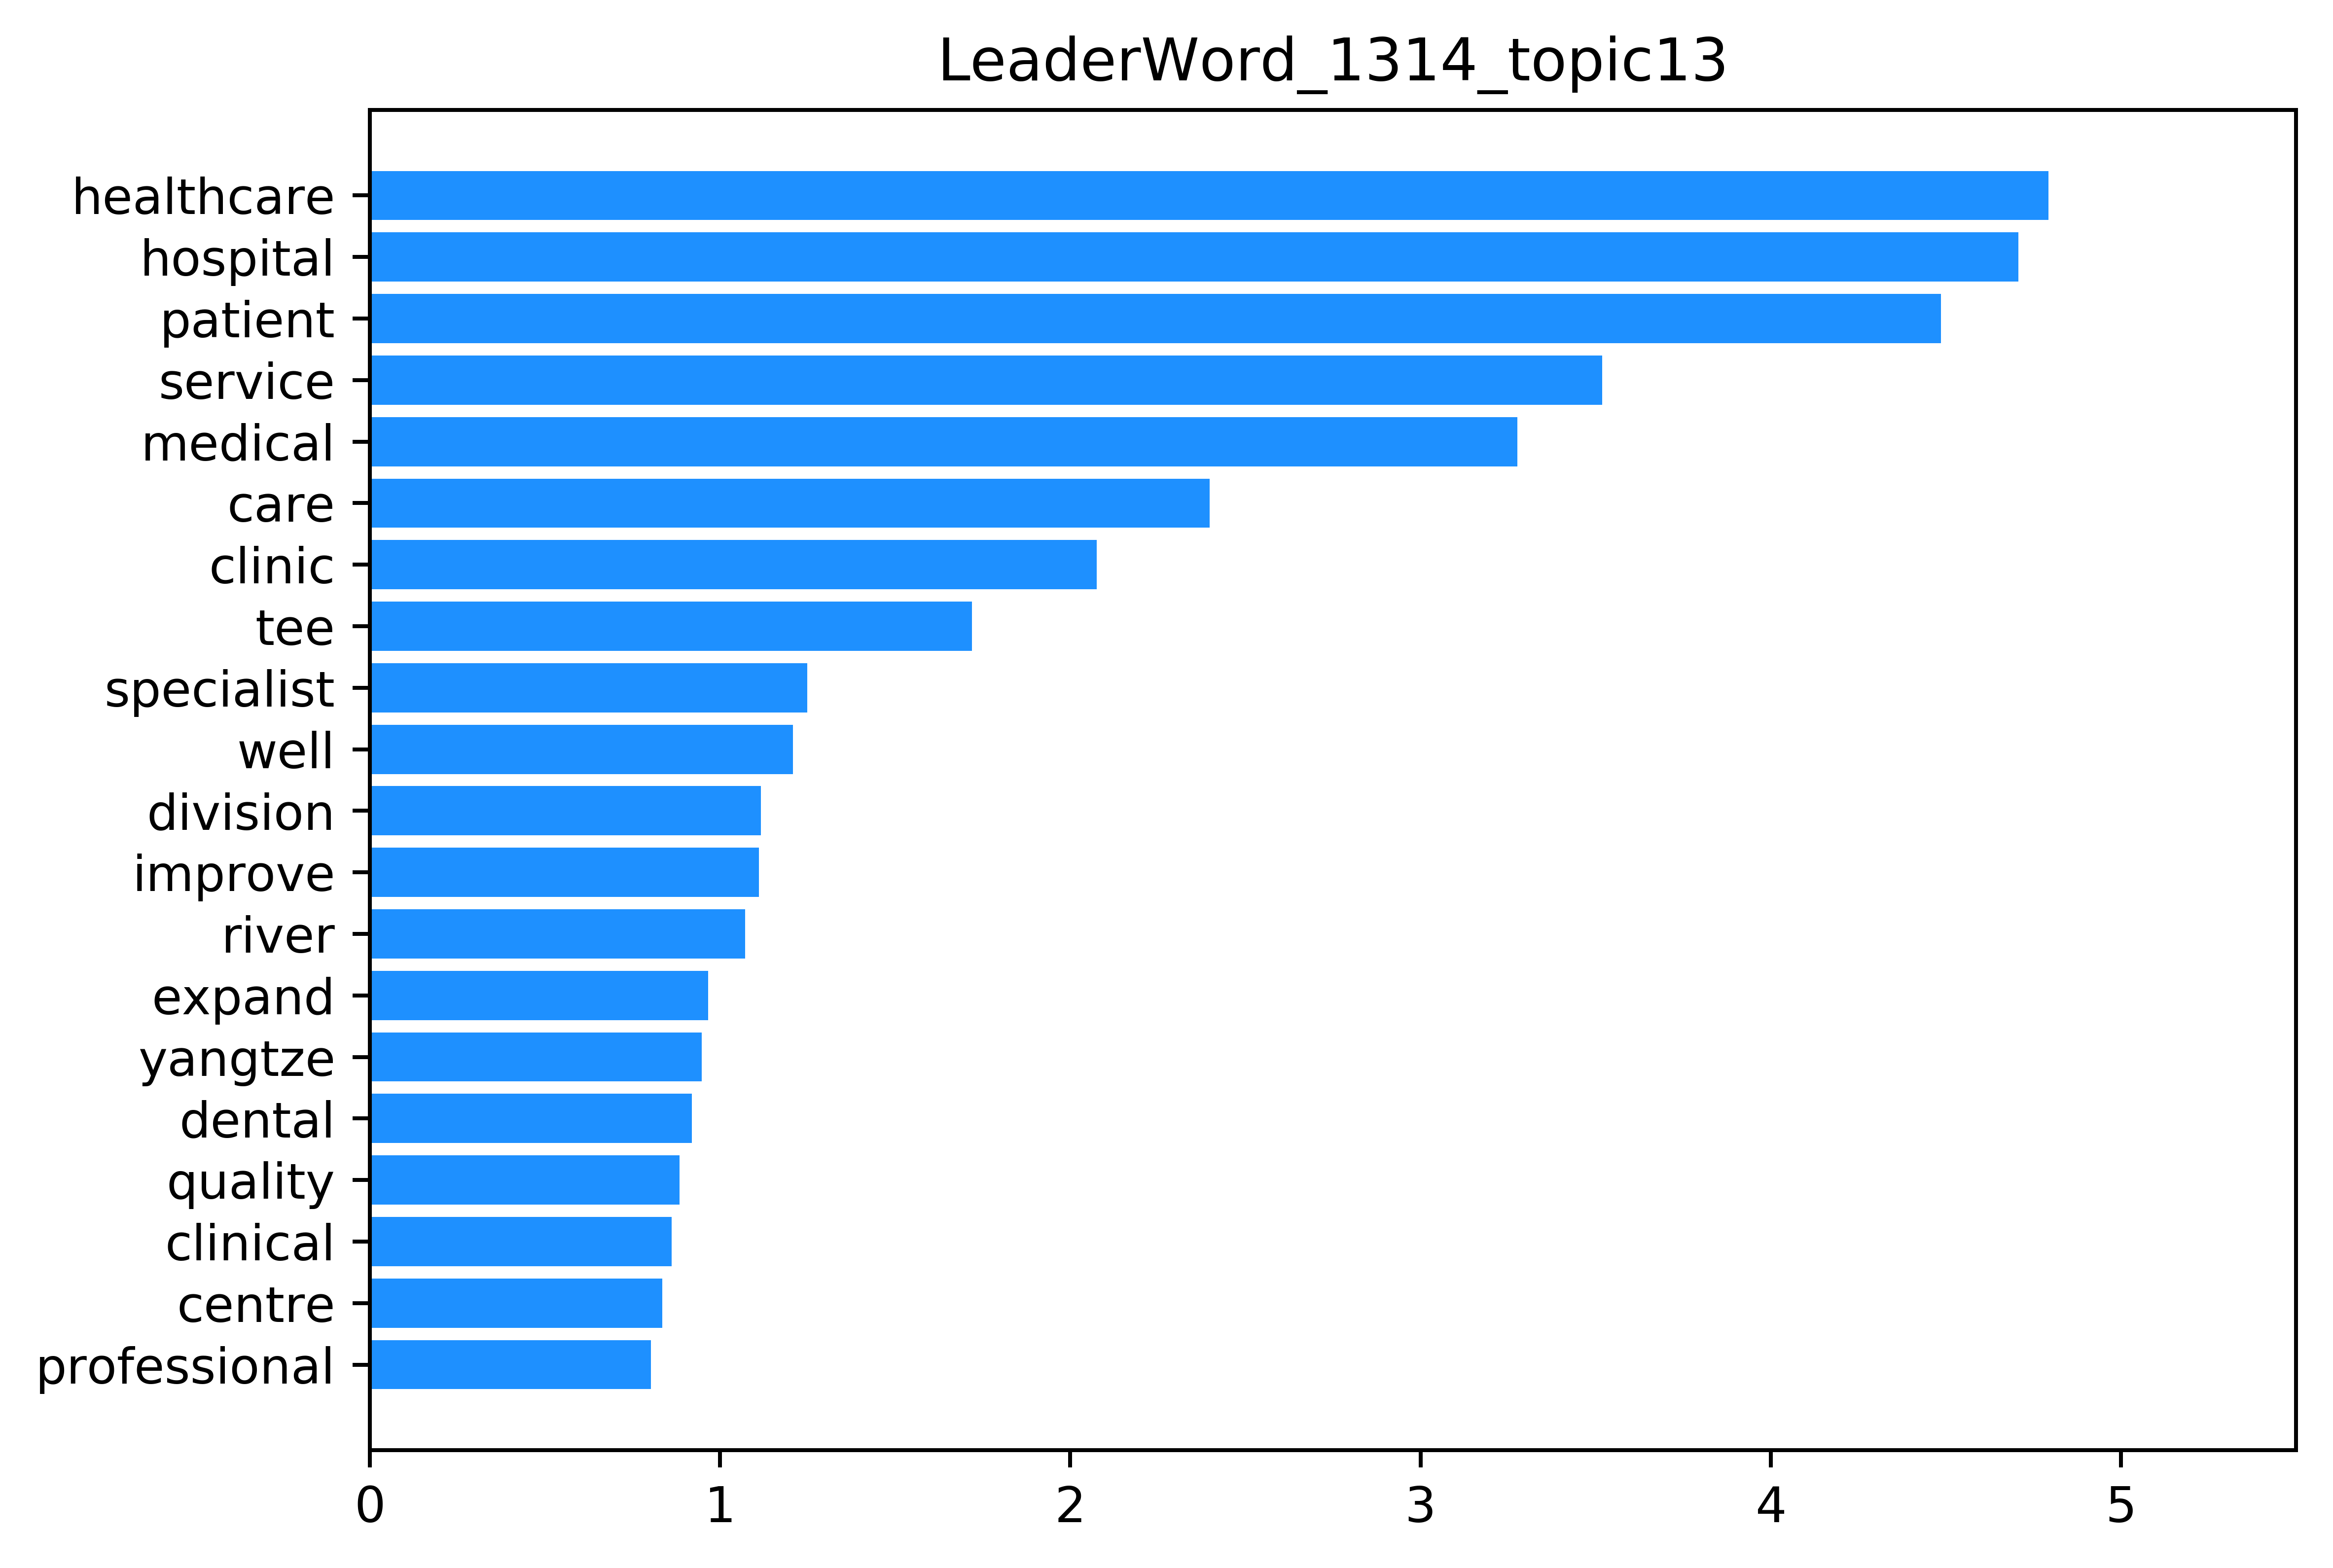 LeaderWord_1314_topic13
healthcare
hospital
patient
service
medical
care
clinic
tee
specialist
well
division
improve
river
expand
yangtze
dental
quality
clinical
centre
professional
0 1 2 3 4 5